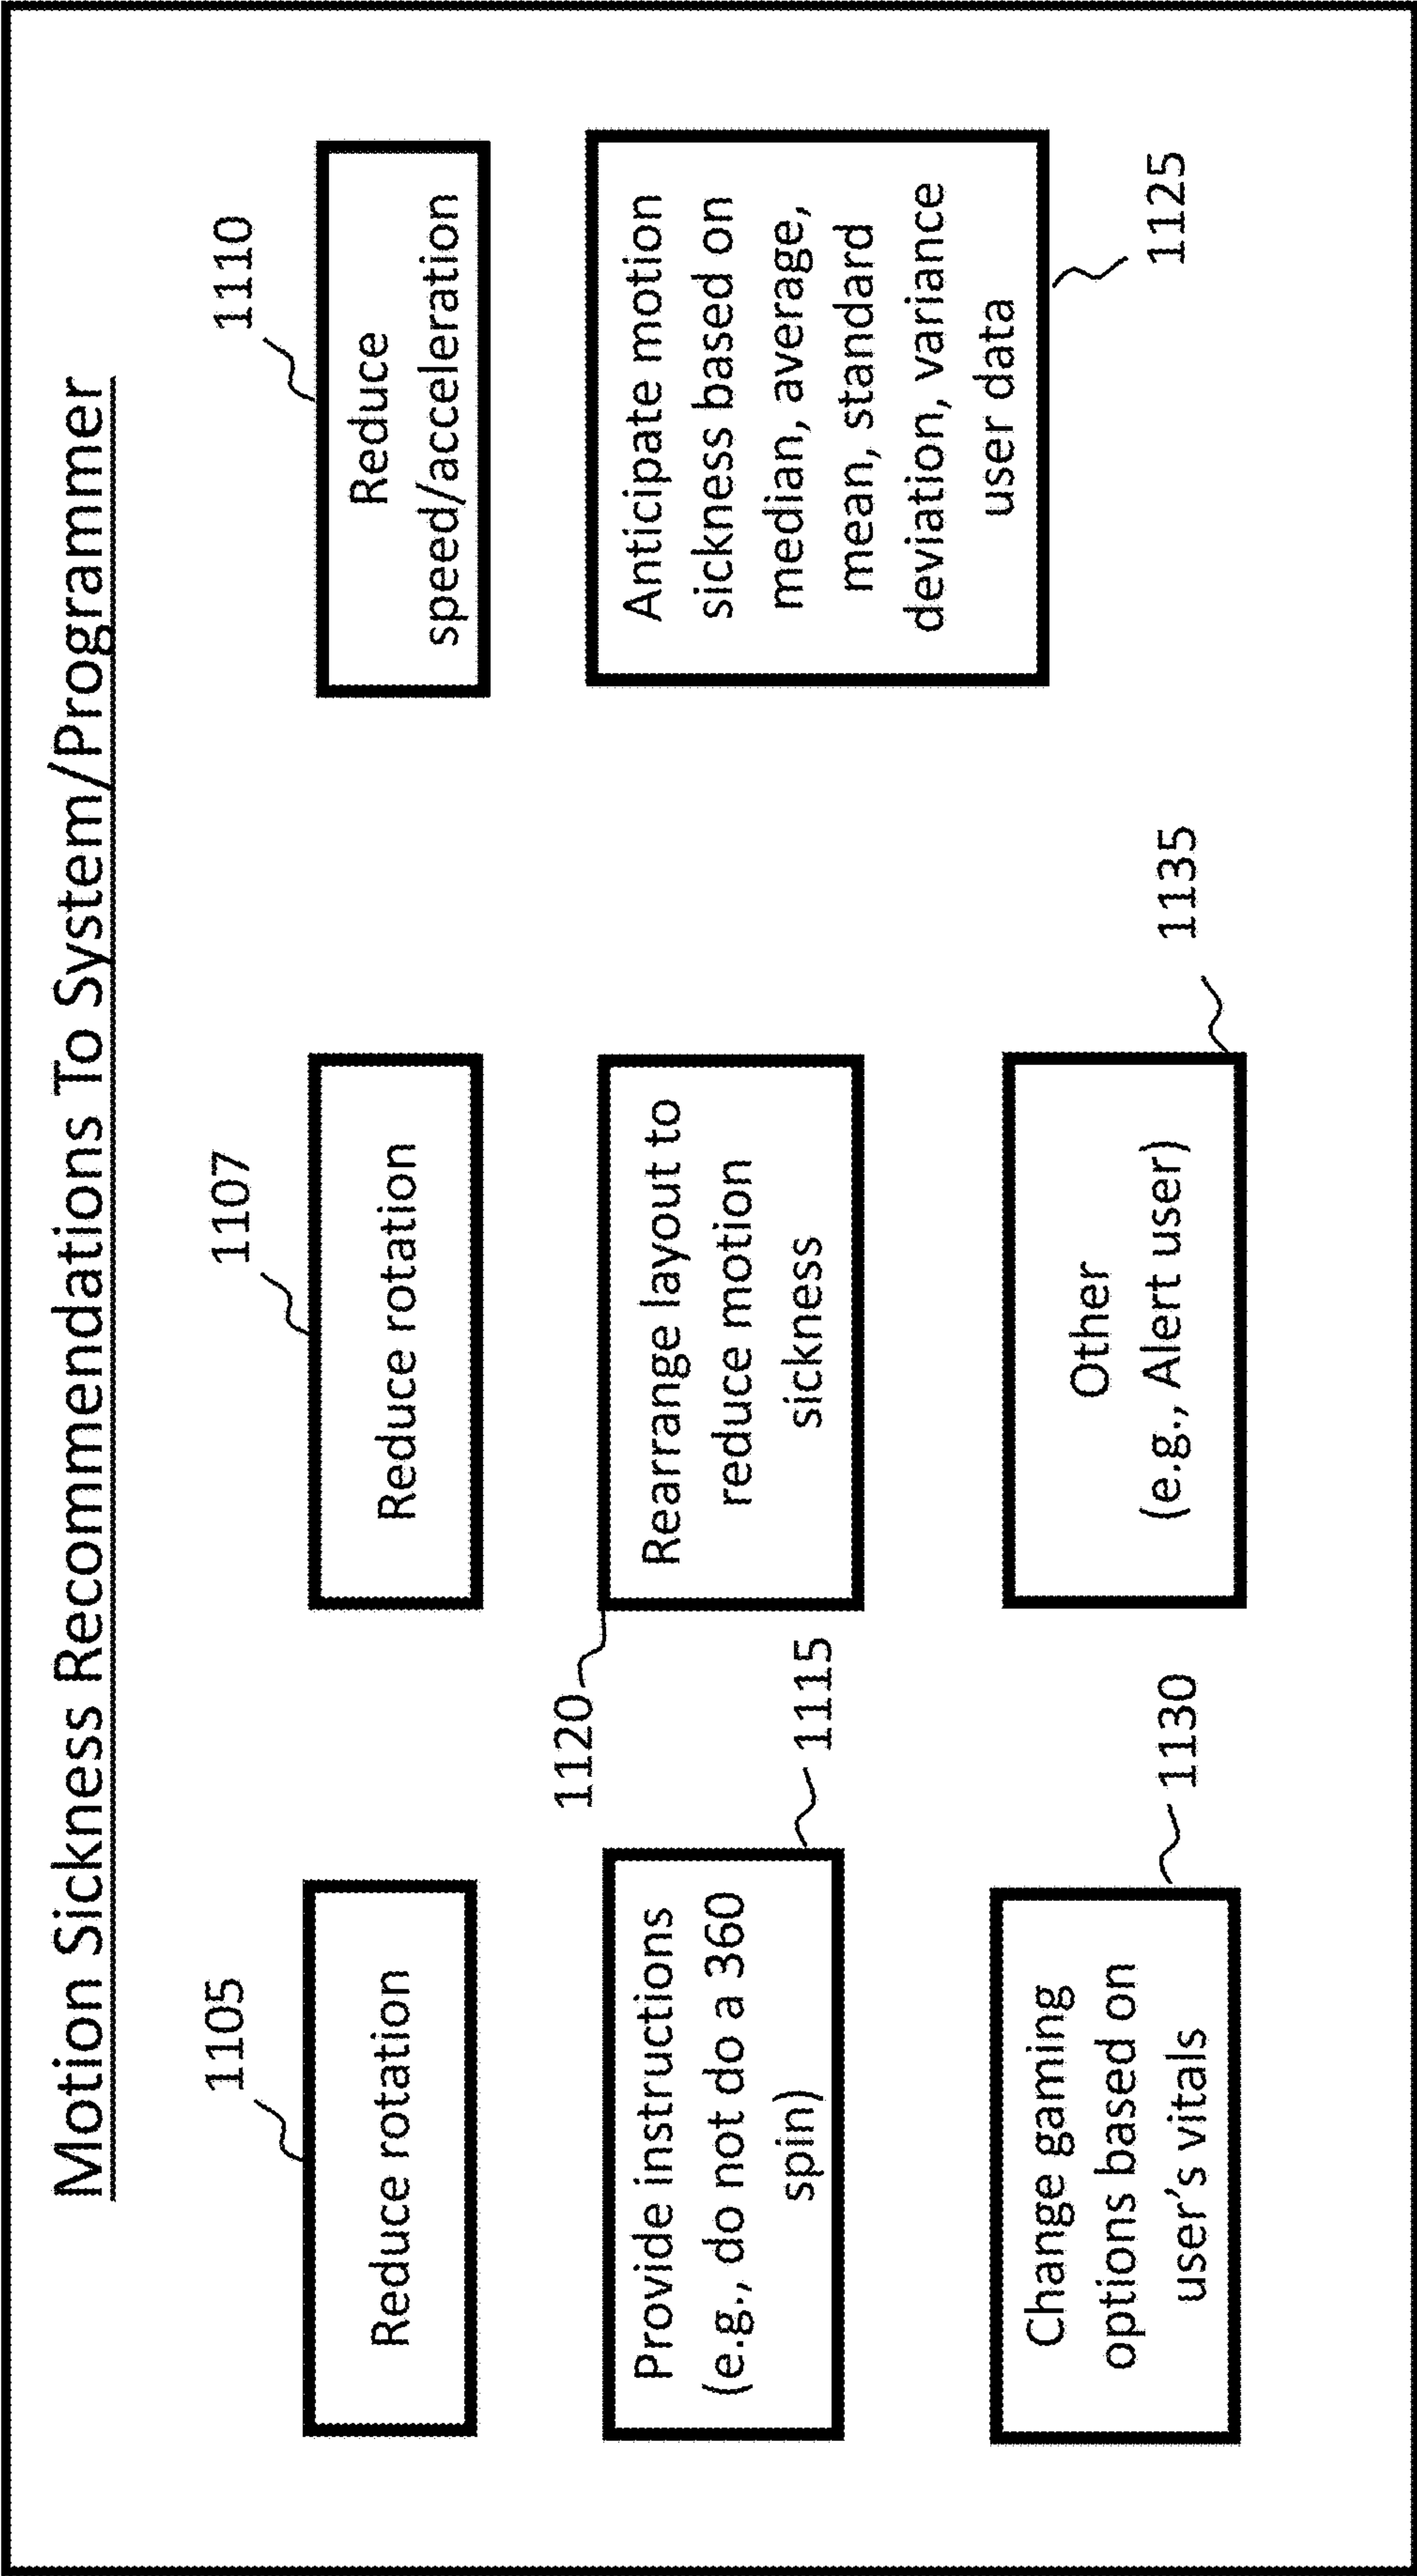 Motion Sickness Recommendations To System/Programmer
1105
Reduce rotation
1107
Reduce rotation
1110
Reduce
speed/acceleration
Provide instructions
(e.g., do not do a 360
spin)
1115
1120
Rearrange layout to
reduce motion
sickness
Anticipate motion
sickness based on
median, average,
mean, standard
deviation, variance
user data
1125
Change gaming
options based on
user's vitals
1130
Other
(e.g., Alert user)
1135